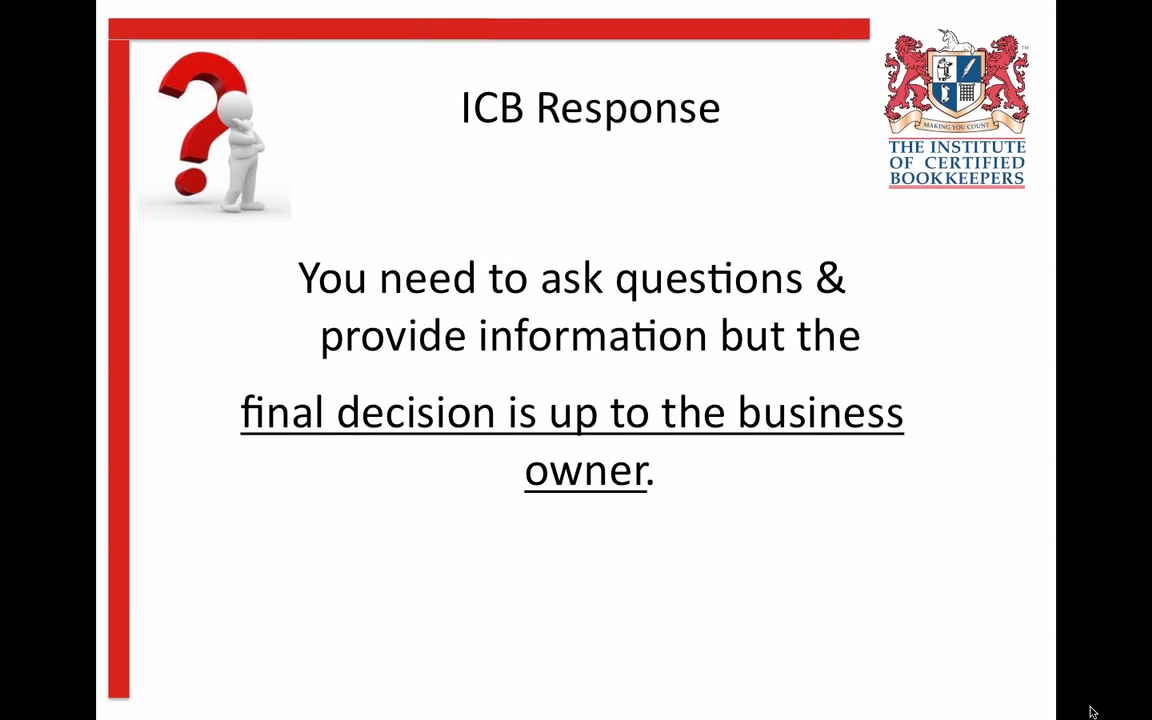 ICB Response
TM
MAKING YOU COUNT
THE INSTITUTE
OF CERTIFIED
BOOKKEEPERS
You need to ask questions &
provide information but the
final decision is up to the business
owner.